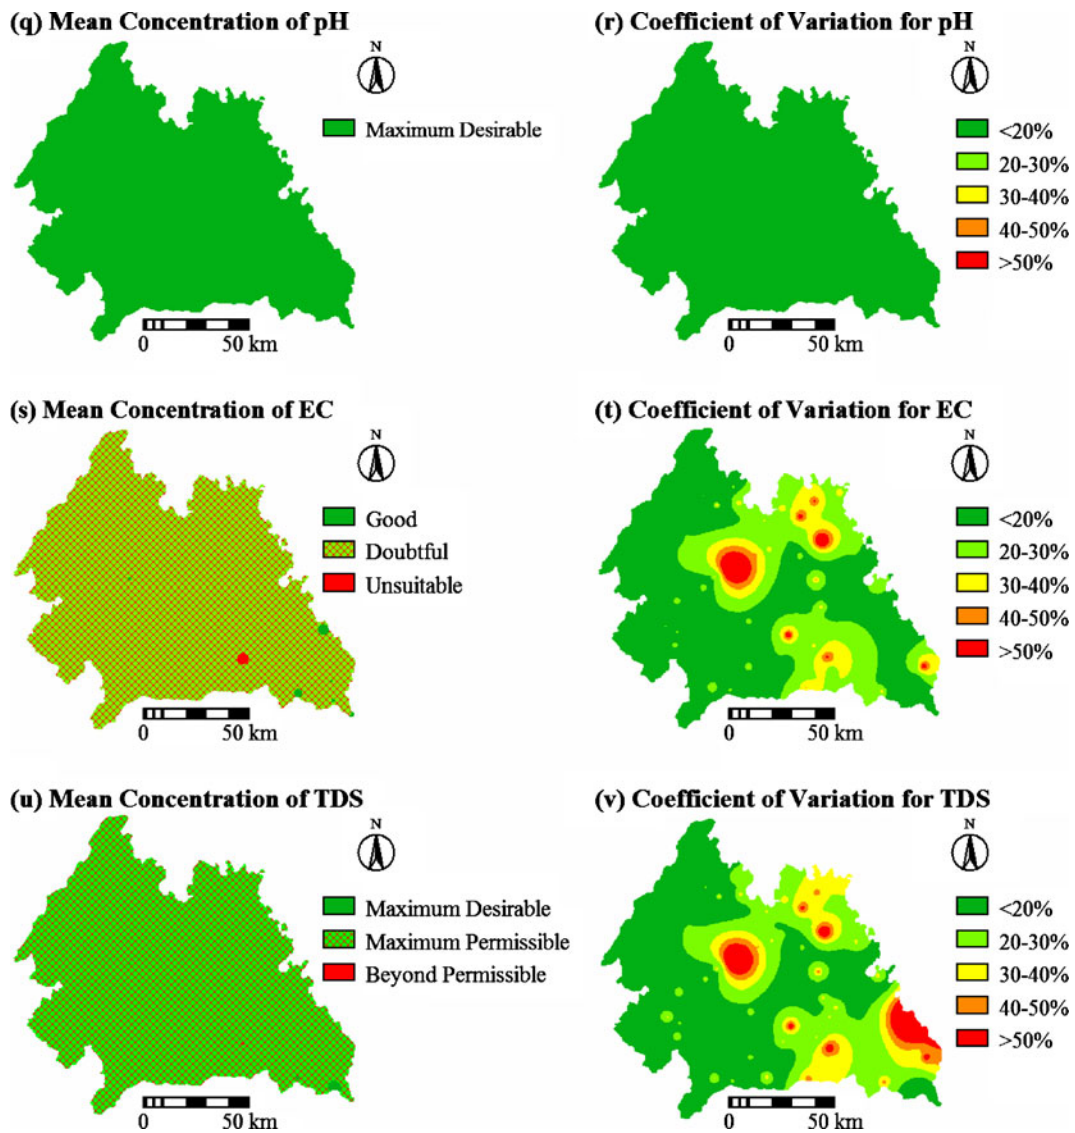 (q) Mean Concentration of pH
N
Maximum Desirable
0 50 km
(r) Coefficient of Variation for pH
N
<20%
20-30%
30-40%
40-50%
>50%
0 50 km
(s) Mean Concentration of EC
N
Good
Doubtful
Unsuitable
0 50 km
(t) Coefficient of Variation for EC
N
<20%
20-30%
30-40%
40-50%
>50%
0 50 km
(u) Mean Concentration of TDS
N
Maximum Desirable
Maximum Permissible
Beyond Permissible
0 50 km
(v) Coefficient of Variation for TDS
N
<20%
20-30%
30-40%
40-50%
>50%
0 50 km